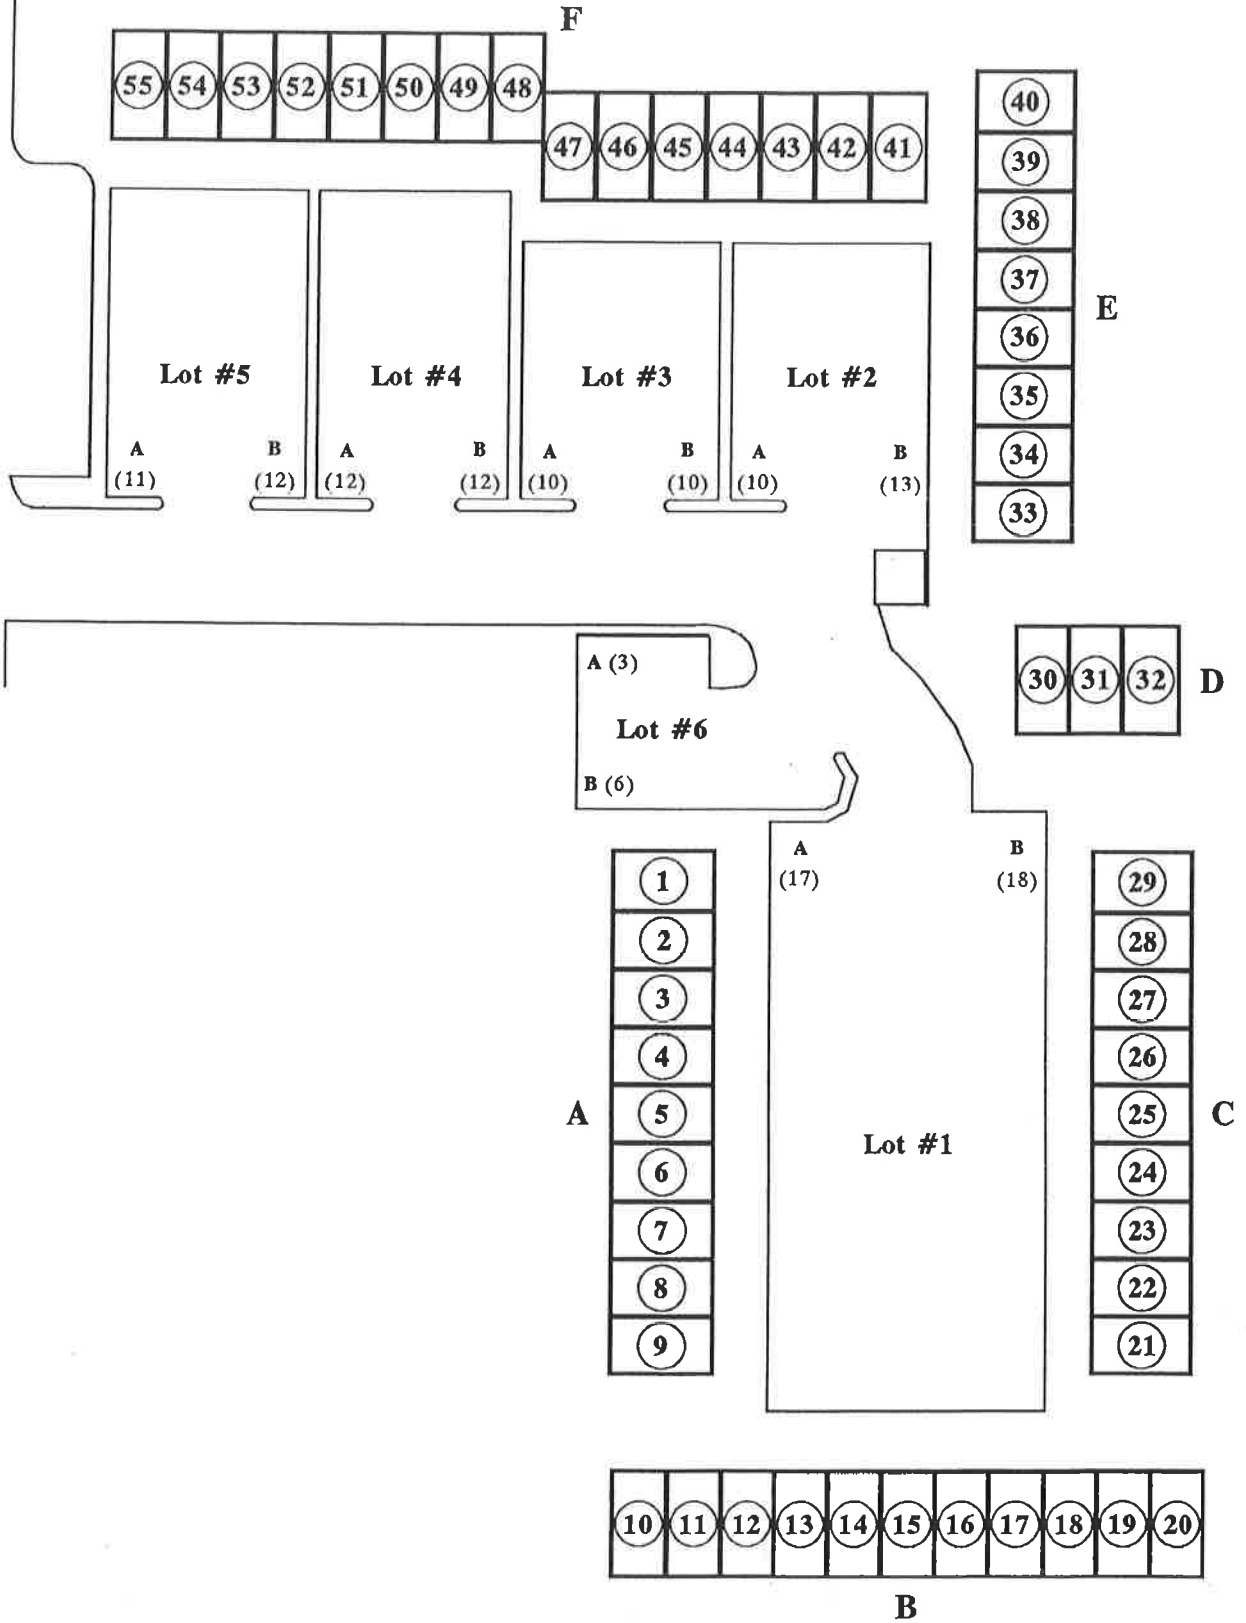 F
55 54 53 52 51 50 49 48
47 46 45 44 43 42 41
40
39
38
37
36
35
34
33
E
Lot #5
A
(11)
B
(12)
Lot #4
A
(12)
B
(12)
Lot #3
A
(10)
B
(10)
Lot #2
A
(10)
B
(13)
30 31 32 D
A (3)
Lot #6
B (6)
A
(17)
B
(18)
Lot #1
1
2
3
4
5
6
7
8
9
A
29
28
27
26
25
24
23
22
21
C
10 11 12 13 14 15 16 17 18 19 20
B